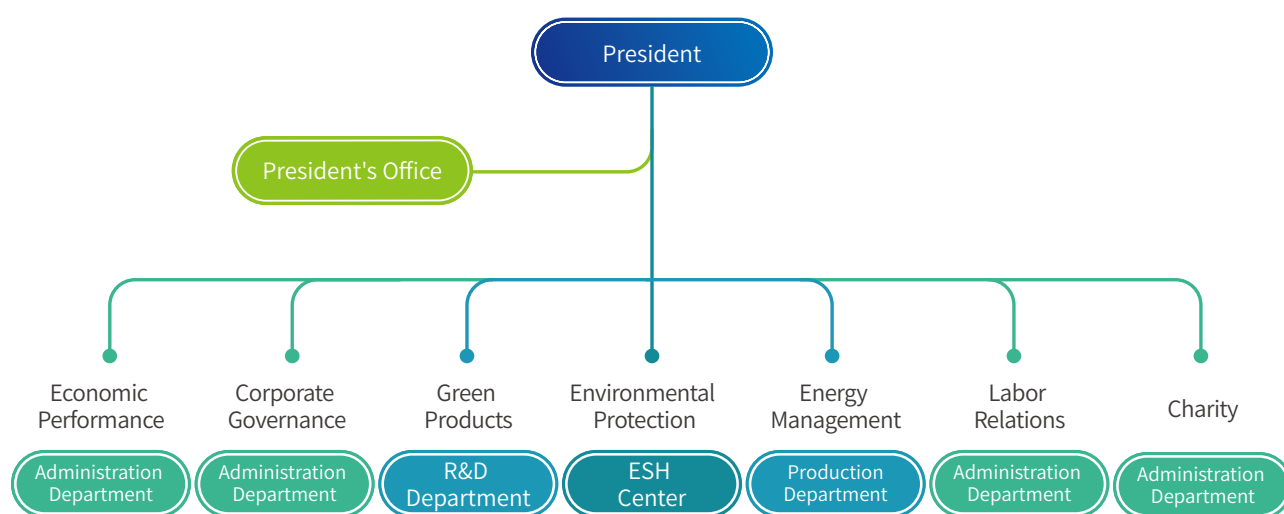 President
President's Office
Economic
Performance
Corporate
Governance
Green
Products
Environmental
Protection
Energy
Management
Labor
Relations
Charity
Administration
Department
Administration
Department
R&D
Department
ESH
Center
Production
Department
Administration
Department
Administration
Department